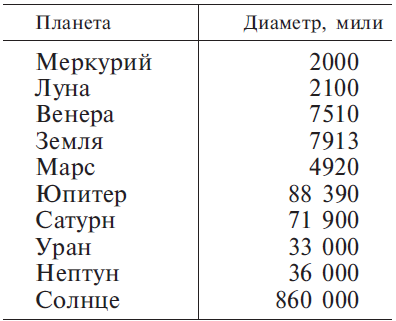 Планета Диаметр, мили
Меркурий 2000
Луна 2100
Венера 7510
Земля 7913
Марс 4920
Юпитер 88 390
Сатурн 71 900
Уран 33 000
Нептун 36 000
Солнце 860 000